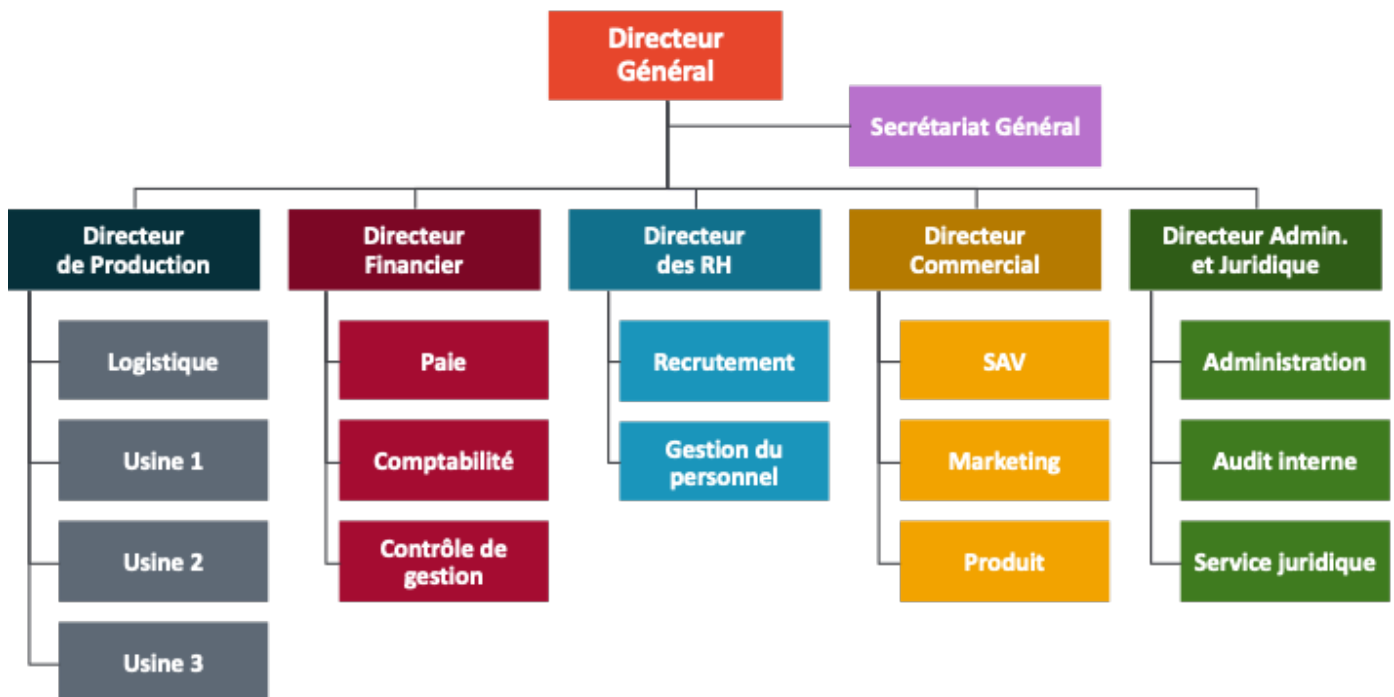 Directeur
Général
Secrétariat Général
Directeur
de Production
Directeur
Financier
Directeur
des RH
Directeur
Commercial
Directeur Admin.
et Juridique
Logistique
Paie
Recrutement
SAV
Administration
Usine 1
Comptabilité
Gestion du
personnel
Marketing
Audit interne
Usine 2
Contrôle de
gestion
Produit
Service juridique
Usine 3